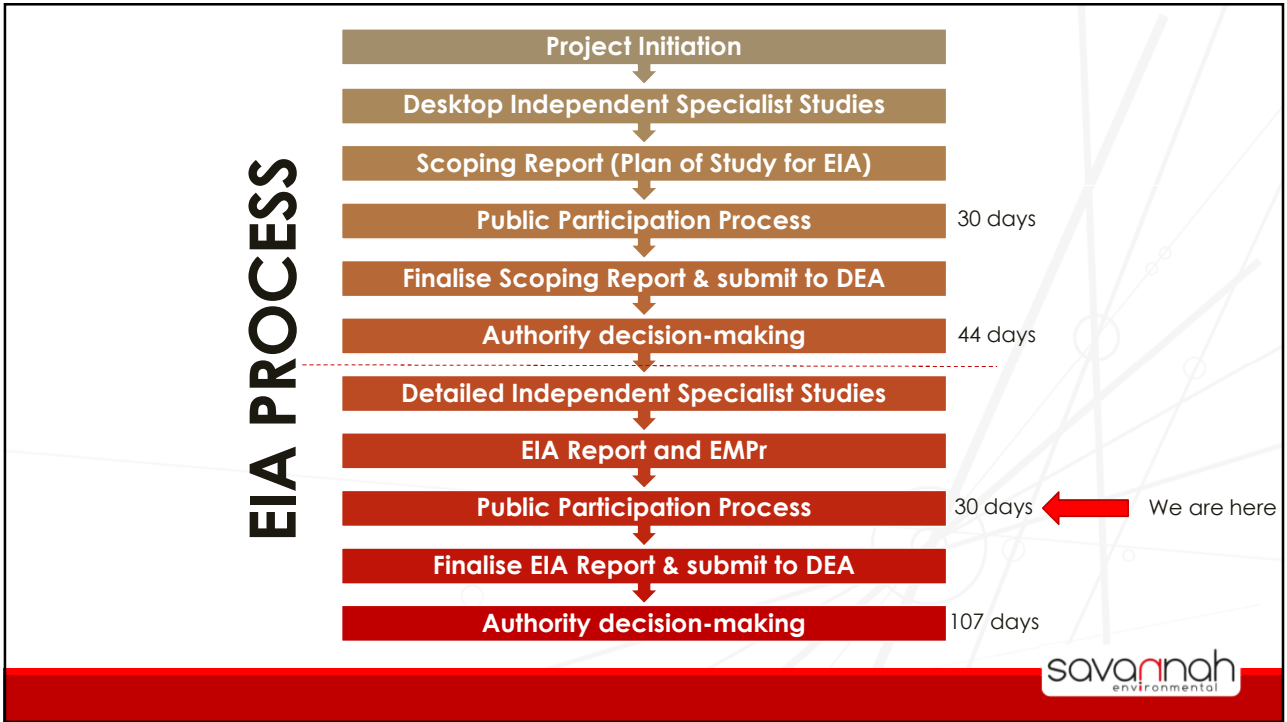 EIA PROCESS
Project Initiation
Desktop Independent Specialist Studies
Scoping Report (Plan of Study for EIA)
Public Participation Process
30 days
Finalise Scoping Report & submit to DEA
Authority decision-making
44 days
Detailed Independent Specialist Studies
EIA Report and EMPr
Public Participation Process
30 days
We are here
Finalise EIA Report & submit to DEA
Authority decision-making
107 days
savannah
environmental